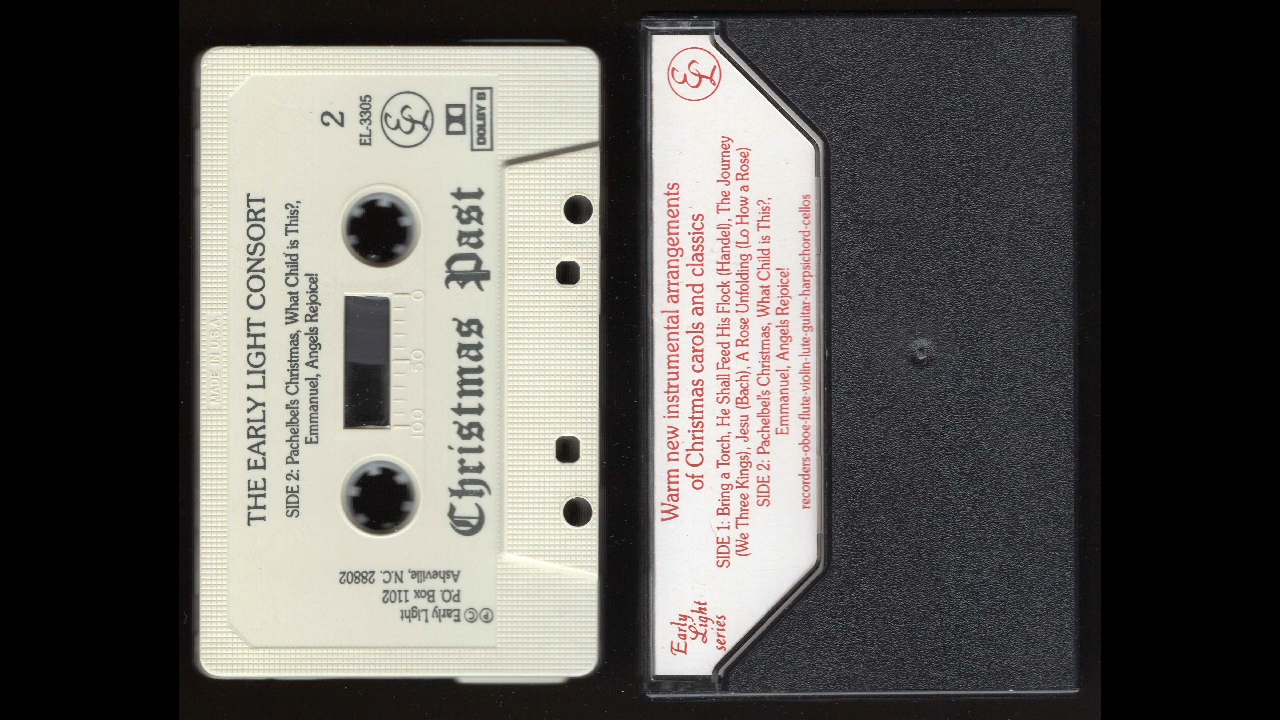 THE EARLY LIGHT CONSORT
SIDE 2: Pachelbel's Christmas, What Child is This?,
Emmanuel, Angels Rejoice!
2
EL-3305
EL
DOLBY B
Christmas Past
Ⓟ © Early Light
P.O. Box 1102
Asheville, N.C. 28802
MADE IN U.S.A.
100 50 0
EL
Warm new instrumental arrangements
of Christmas carols and classics
SIDE 1: Bring a Torch, He Shall Feed His Flock (Handel), The Journey
(We Three Kings), Jesu (Bach), A Rose Unfolding (Lo How a Rose)
SIDE 2: Pachelbel's Christmas, What Child is This?,
Emmanuel, Angels Rejoice!
recorders-oboe-flute-violin-lute-guitar-harpsichord-cellos
Early
Light
series